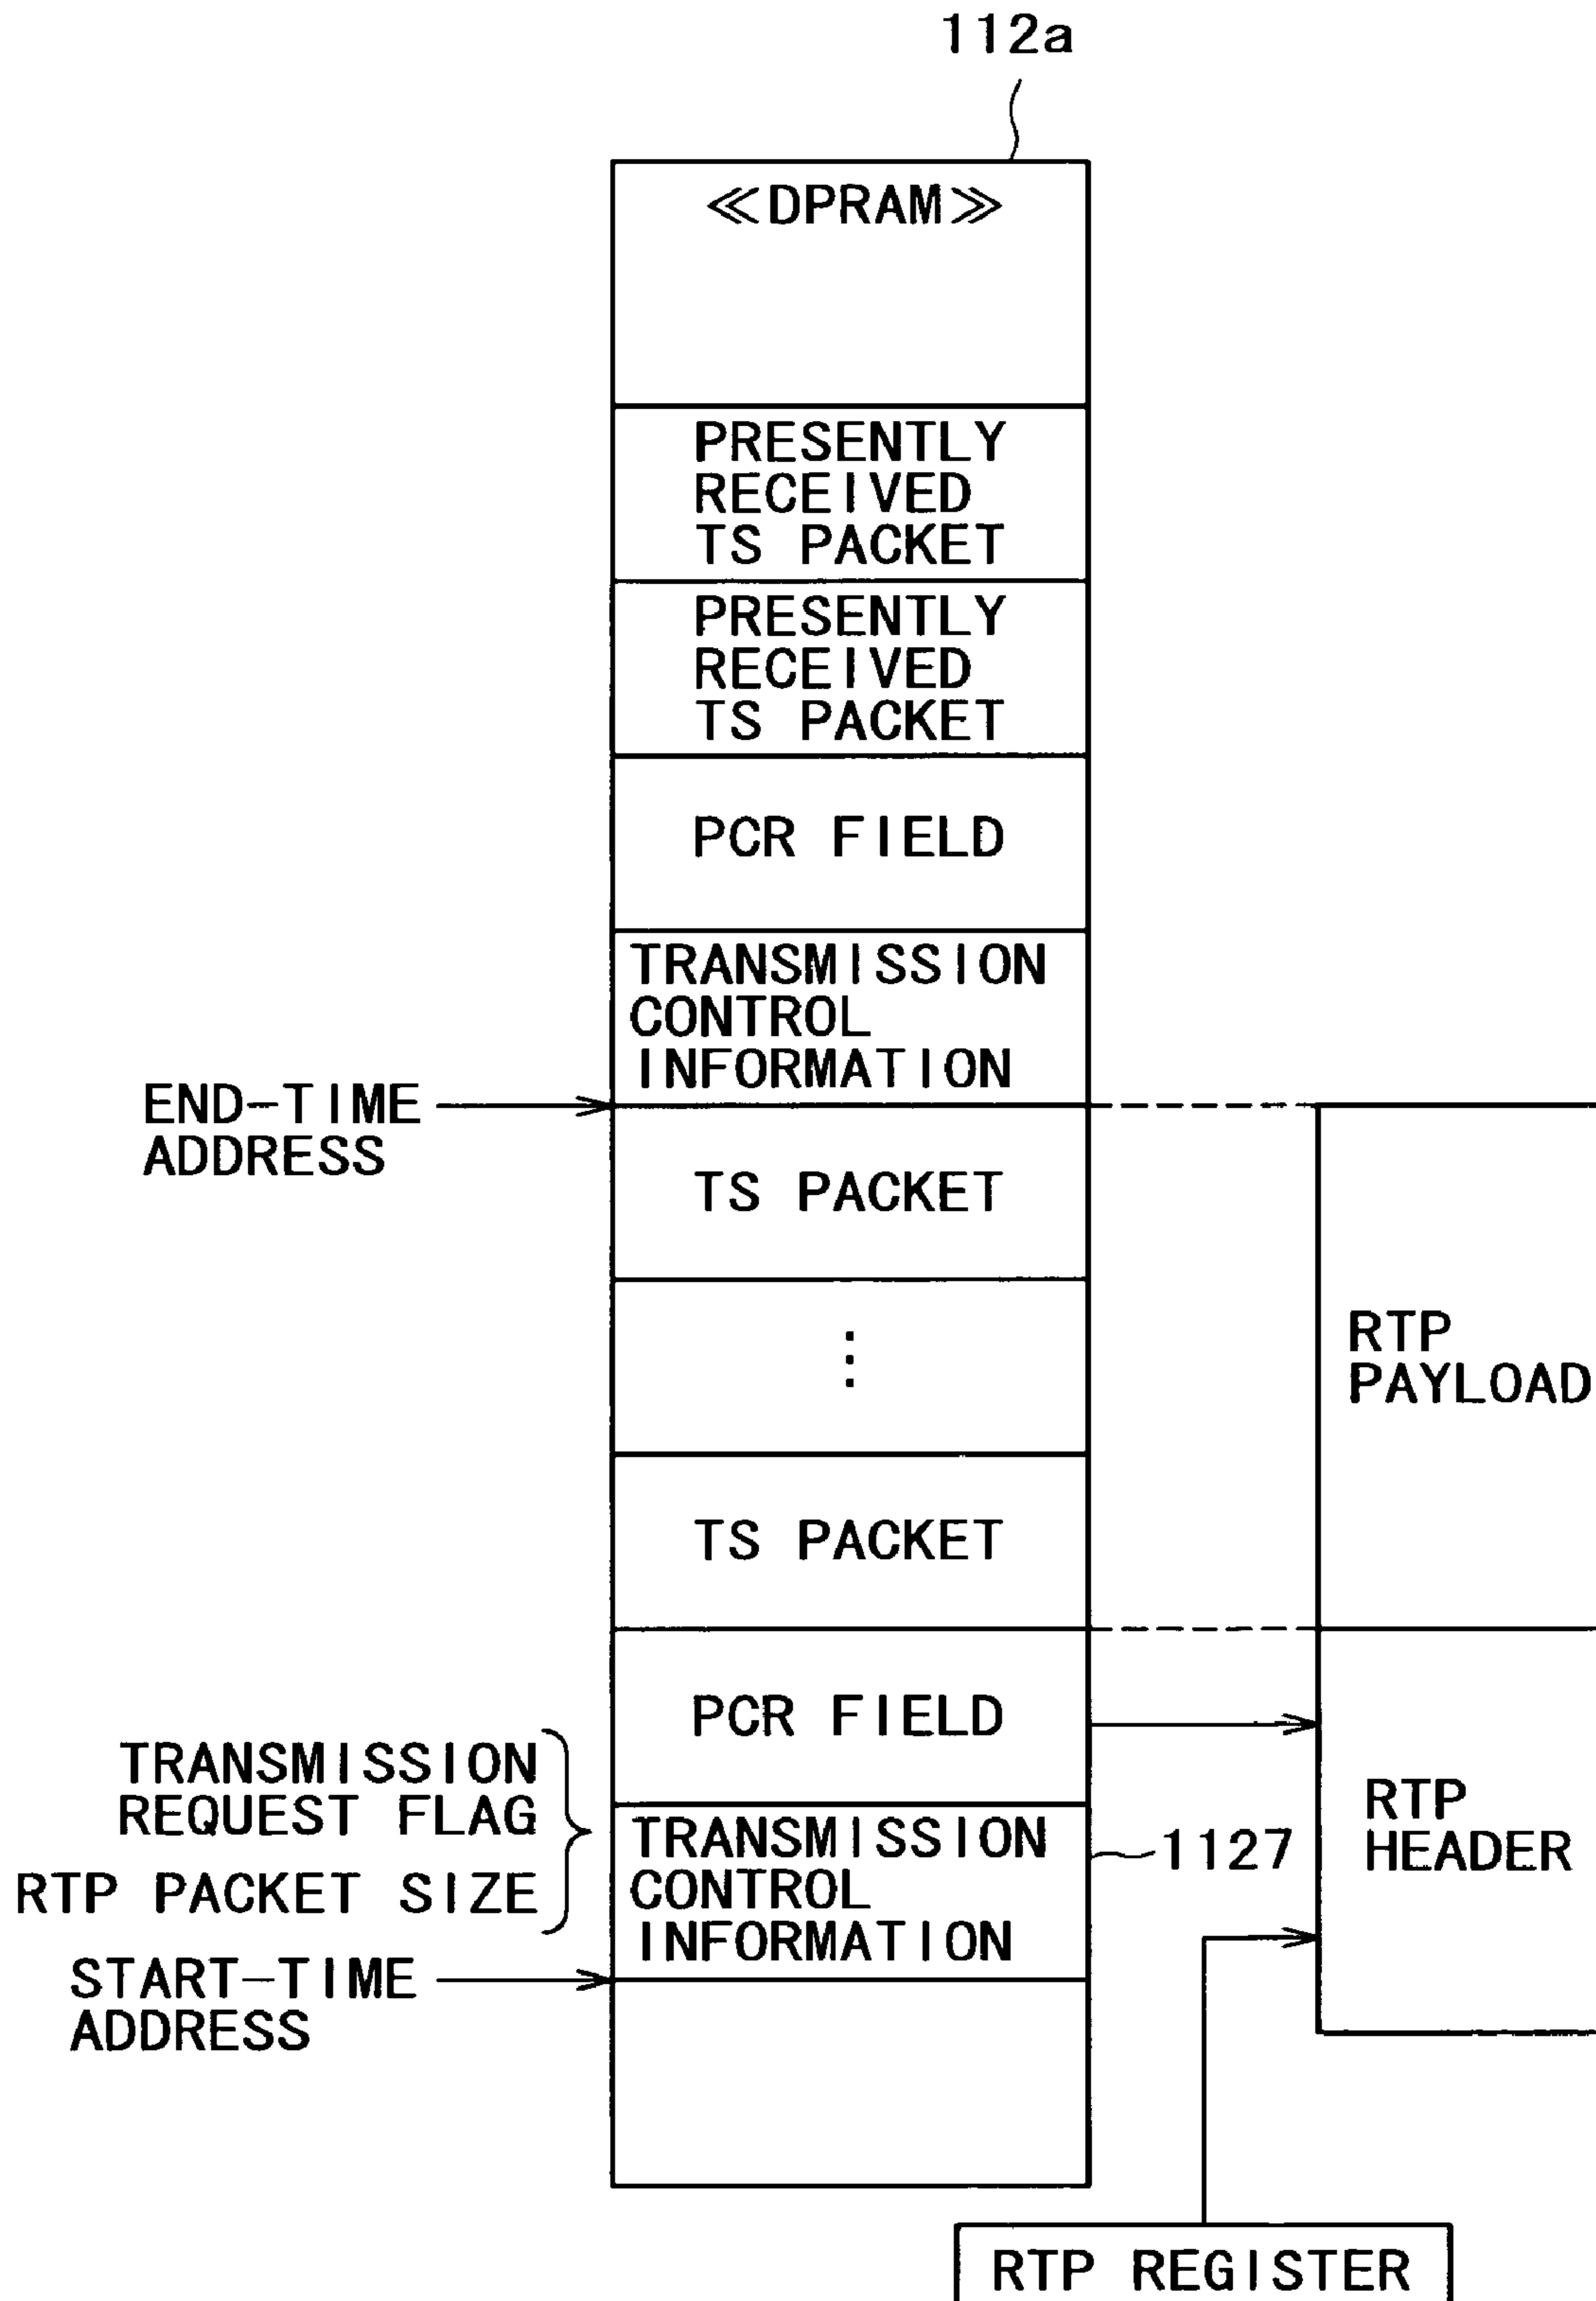 112a
≪DPRAM≫
PRESENTLY
RECEIVED
TS PACKET
PRESENTLY
RECEIVED
TS PACKET
PCR FIELD
TRANSMISSION
CONTROL
INFORMATION
END-TIME
ADDRESS
TS PACKET
⋮
RTP
PAYLOAD
TS PACKET
PCR FIELD
TRANSMISSION
REQUEST FLAG
RTP PACKET SIZE
TRANSMISSION
CONTROL
INFORMATION
1127
RTP
HEADER
START-TIME
ADDRESS
RTP REGISTER